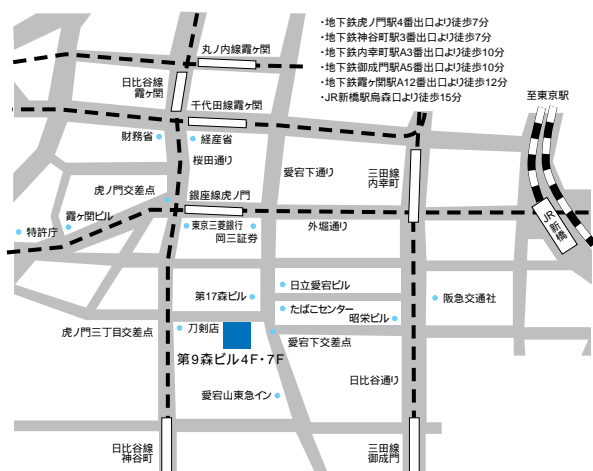 ・地下鉄虎ノ門駅4番出口より徒歩7分
・地下鉄神谷町駅3番出口より徒歩7分
・地下鉄内幸町駅A3番出口より徒歩10分
・地下鉄御成門駅A5番出口より徒歩10分
・地下鉄霞ヶ関駅A12番出口より徒歩12分
・JR新橋駅烏森口より徒歩15分
丸ノ内線霞ヶ関
日比谷線
霞ヶ関
千代田線霞ヶ関
至東京駅
財務省
経産省
桜田通り
愛宕下通り
三田線
内幸町
虎ノ門交差点
銀座線虎ノ門
霞ヶ関ビル
特許庁
東京三菱銀行
岡三証券
外堀通り
JR
新橋
第17森ビル
日立愛宕ビル
たばこセンター
昭栄ビル
阪急交通社
虎ノ門三丁目交差点
刀剣店
愛宕下交差点
第9森ビル4F・7F
日比谷通り
愛宕山東急イン
日比谷線
神谷町
三田線
御成門